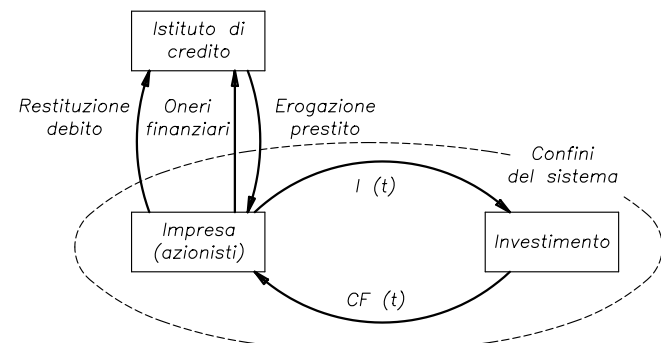 Istituto di
credito
Restituzione
debito
Oneri
finanziari
Erogazione
prestito
Confini
del sistema
I (t)
Impresa
(azionisti)
Investimento
CF (t)